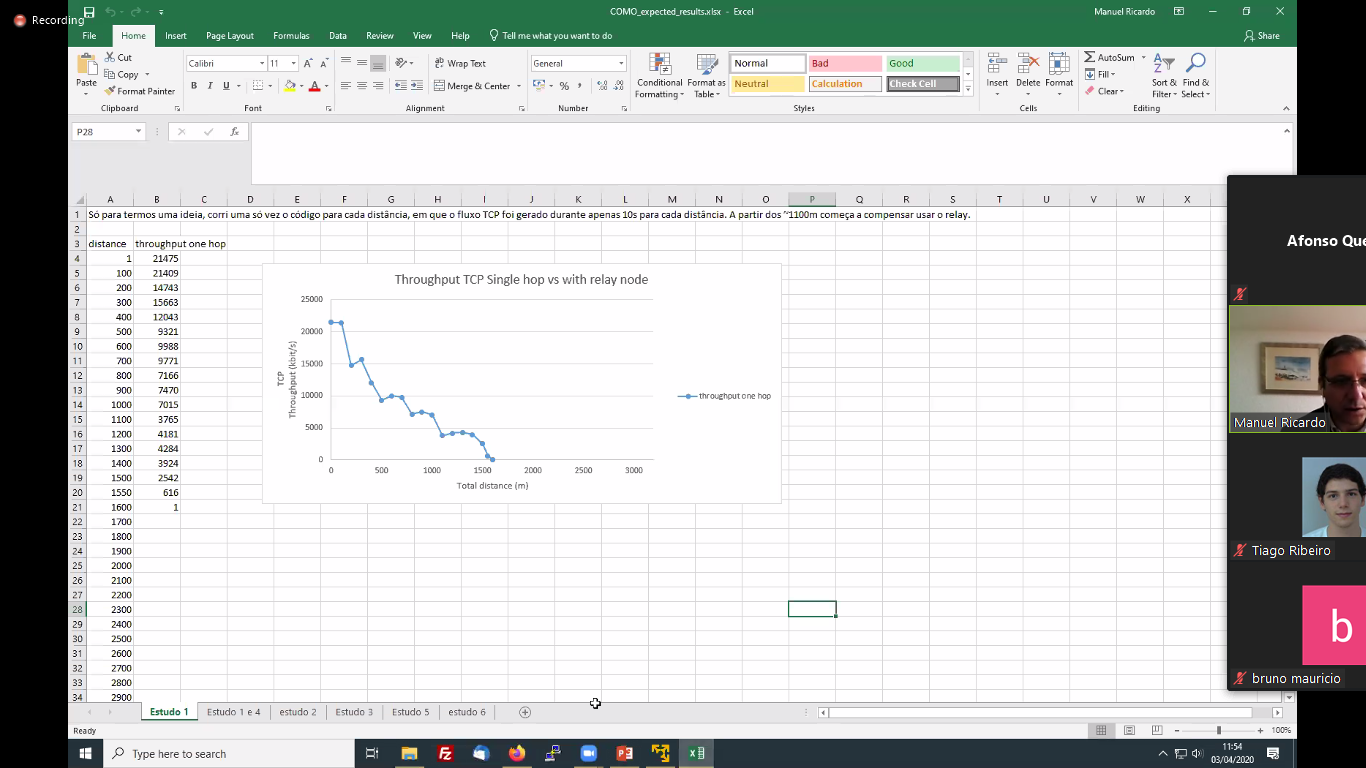 Recording
COMO_expected_results.xlsx - Excel
Manuel Ricardo
File Home Insert Page Layout Formulas Data Review View Help Tell me what you want to do
Share
Paste
Cut
Copy
Format Painter
Clipboard
Calibri 11
B I U
Font
Wrap Text
Merge & Center
Alignment
General
Number
Conditional Formatting
Format as Table
Normal Bad Good
Neutral Calculation Check Cell
Styles
Insert Delete Format
Cells
AutoSum
Fill
Clear
Sort & Filter
Find & Select
Editing
P28
fx
A B C D E F G H I J K L M N O P Q R S T U V W X
1 Só para termos uma ideia, corri uma só vez o código para cada distância, em que o fluxo TCP foi gerado durante apenas 10s para cada distância. A partir dos ~1100m começa a compensar usar o relay.
2
3 distance throughput one hop
4 1 21475
5 100 21409
6 200 14743
7 300 15663
8 400 12043
9 500 9321
10 600 9988
11 700 9771
12 800 7166
13 900 7470
14 1000 7015
15 1100 3765
16 1200 4181
17 1300 4284
18 1400 3924
19 1500 2542
20 1550 616
21 1600 1
22 1700
23 1800
24 1900
25 2000
26 2100
27 2200
28 2300
29 2400
30 2500
31 2600
32 2700
33 2800
34 2900
Throughput TCP Single hop vs with relay node
25000
20000
15000
10000
5000
0
TCP
Throughput (kbit/s)
0 500 1000 1500 2000 2500 3000
Total distance (m)
throughput one hop
Afonso Que
Manuel Ricardo
Tiago Ribeiro
b
bruno mauricio
Estudo 1 Estudo 1 e 4 estudo 2 Estudo 3 Estudo 5 estudo 6
Ready
100%
Type here to search
11:54
03/04/2020